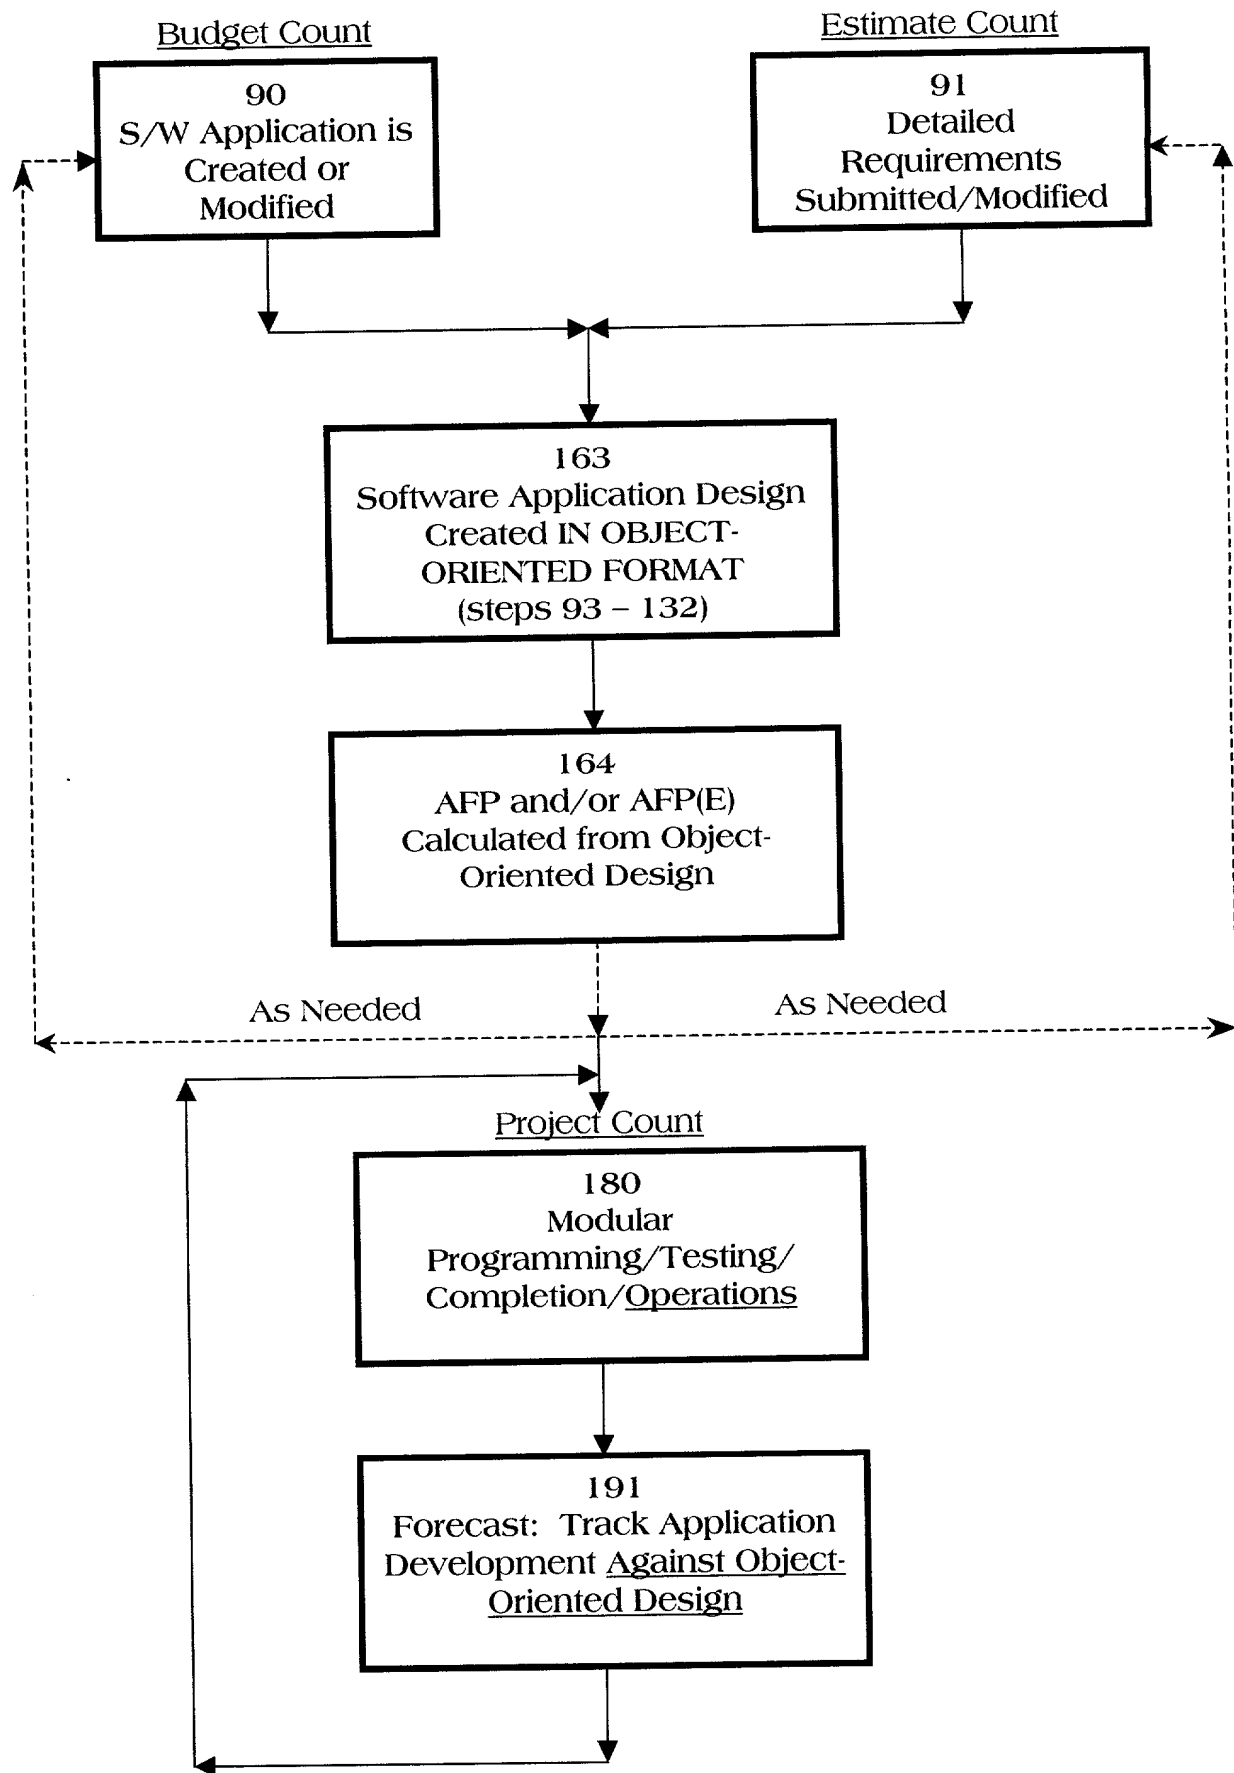 Budget Count
90
S/W Application is
Created or
Modified
Estimate Count
91
Detailed
Requirements
Submitted/Modified
163
Software Application Design
Created IN OBJECT-
ORIENTED FORMAT
(steps 93 – 132)
164
AFP and/or AFP(E)
Calculated from Object-
Oriented Design
As Needed
As Needed
Project Count
180
Modular
Programming/Testing/
Completion/Operations
191
Forecast: Track Application
Development Against Object-
Oriented Design